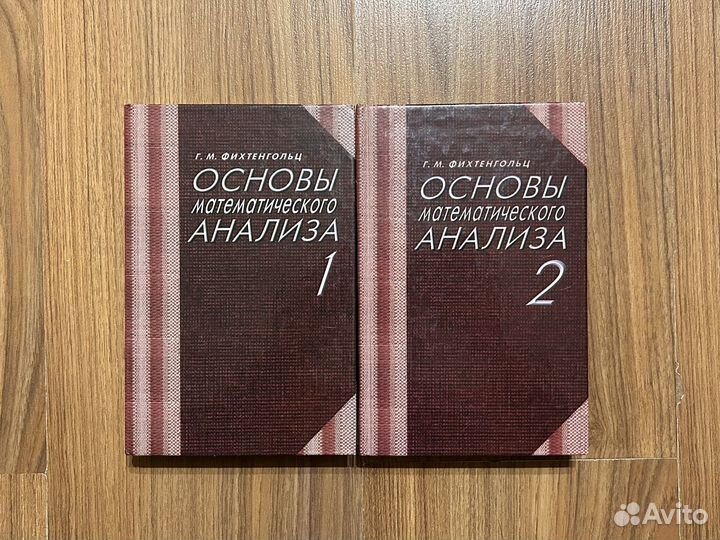 Г. М. ФИХТЕНГОЛЬЦ
ОСНОВЫ
математического
АНАЛИЗА
1
Г. М. ФИХТЕНГОЛЬЦ
ОСНОВЫ
математического
АНАЛИЗА
2
Avito